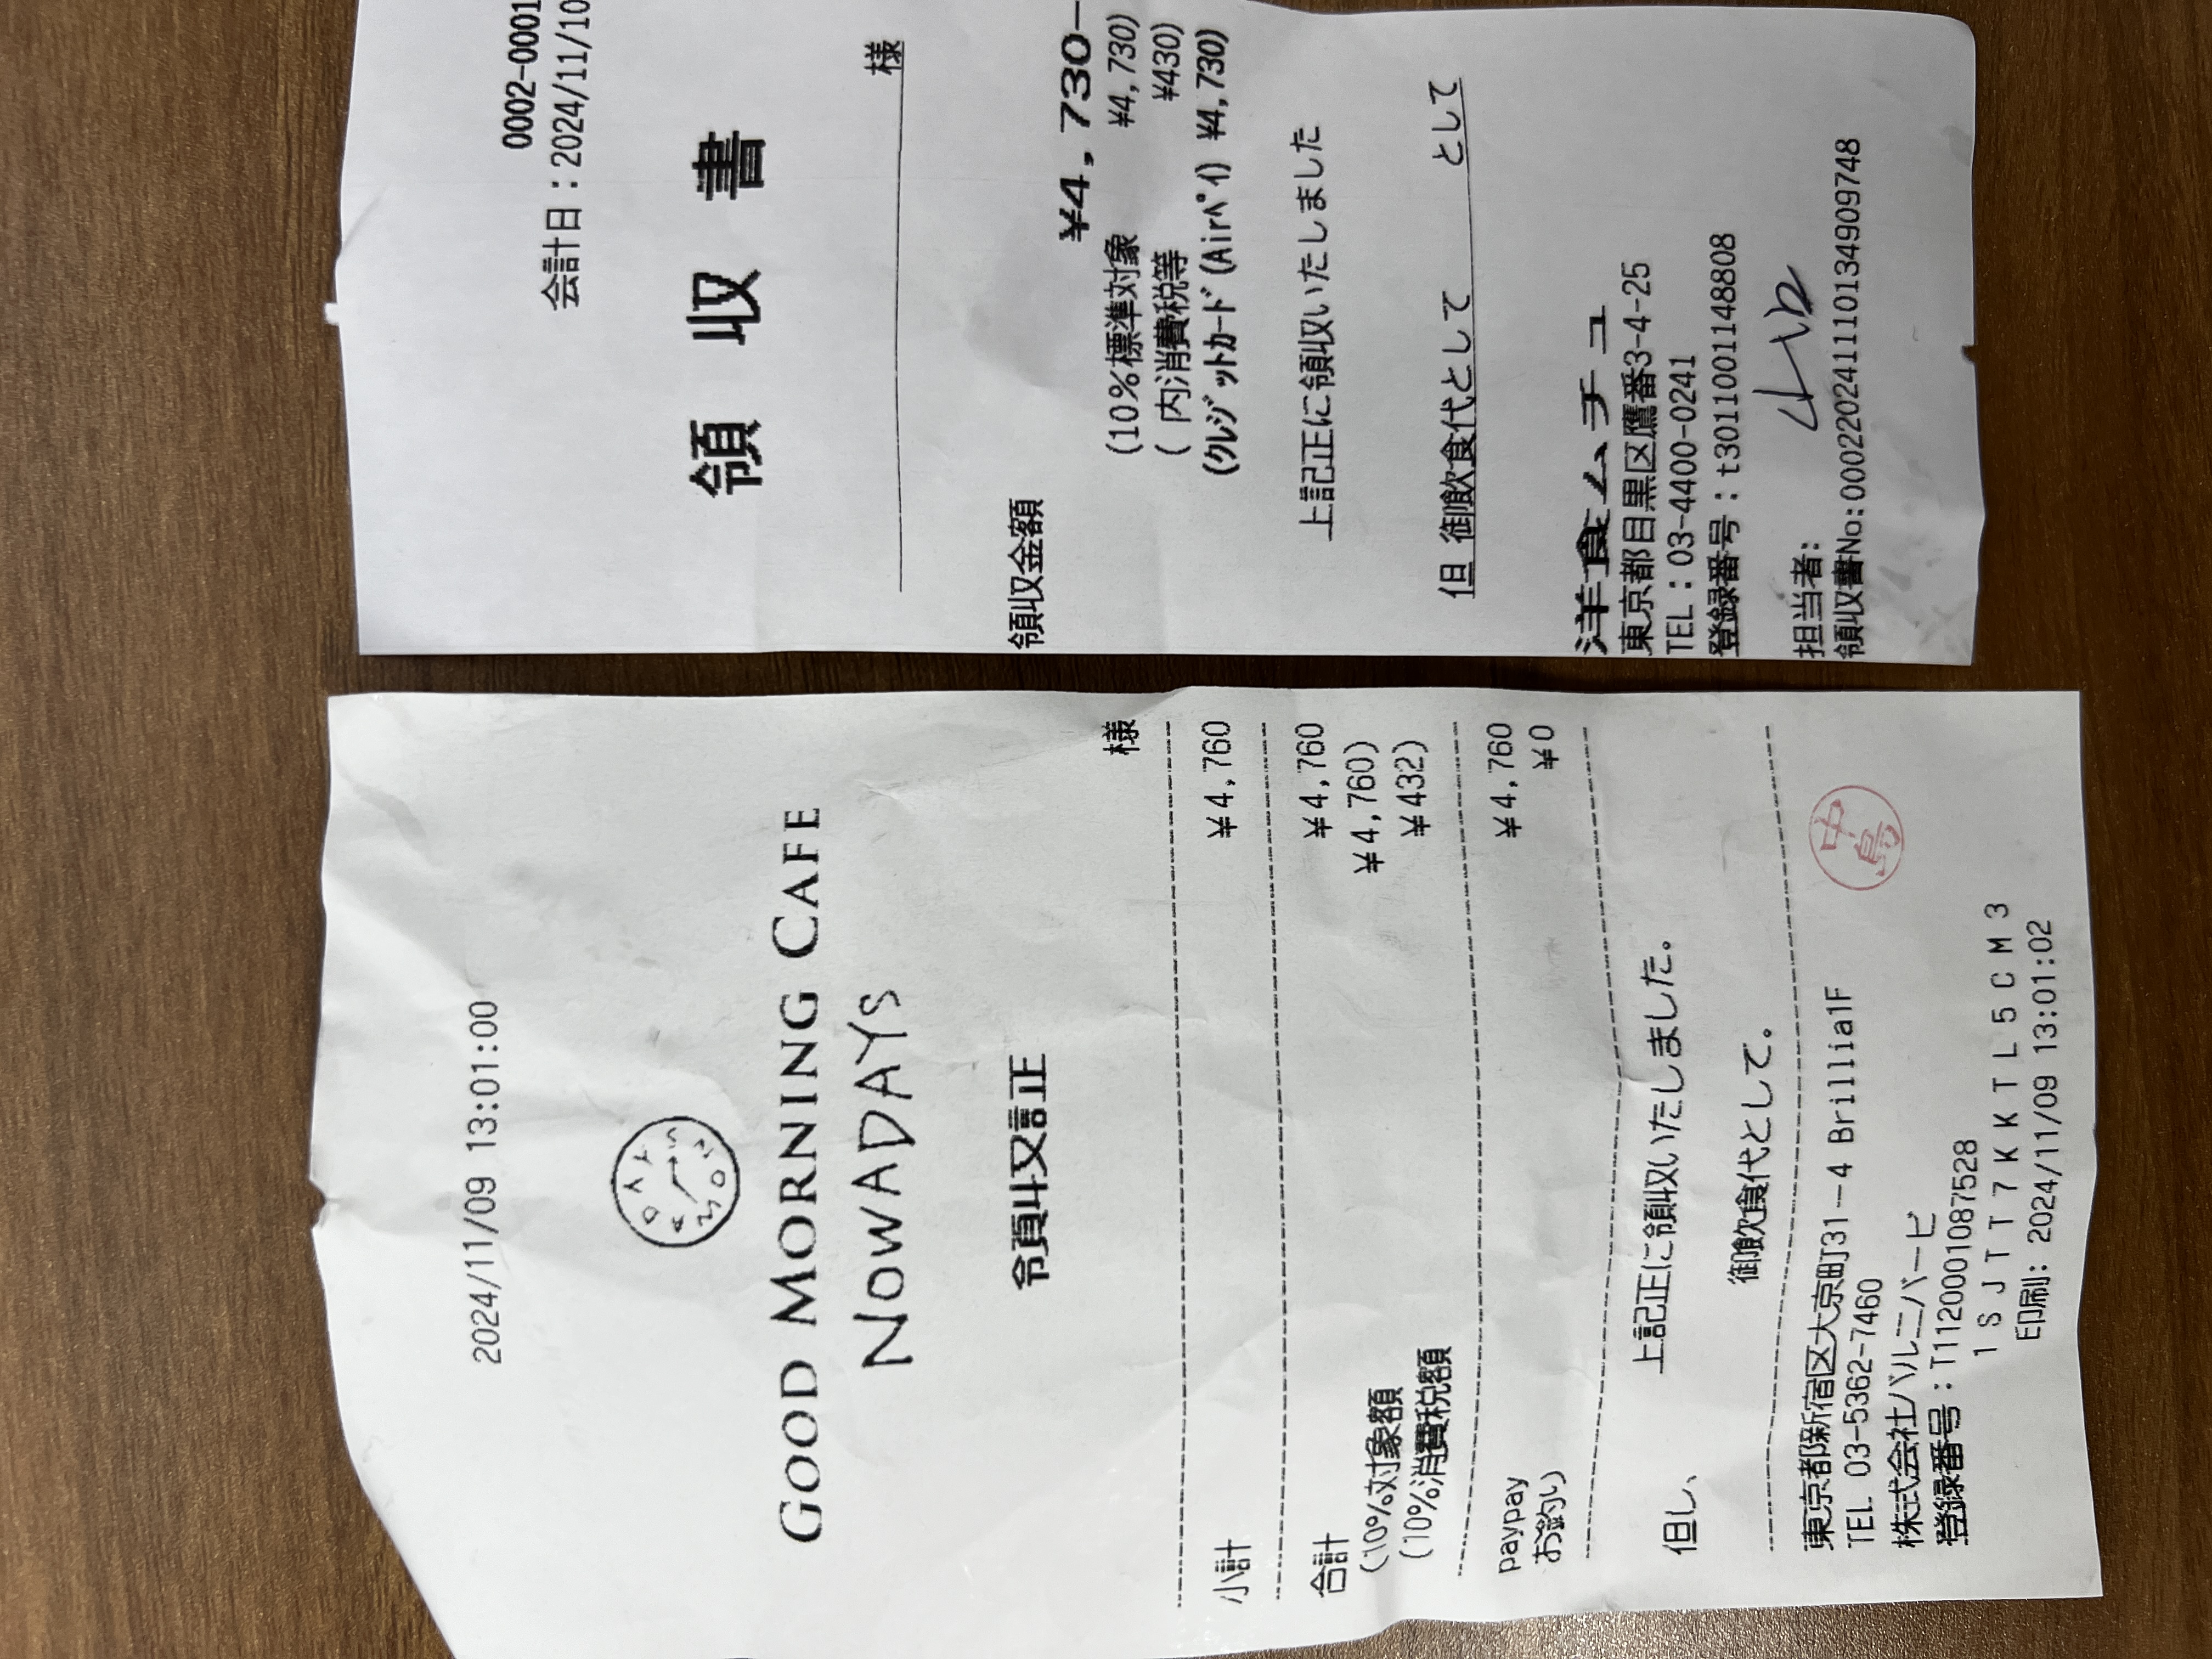 2024/11/09 13:01:00
NOWADAYS
GOOD MORNING CAFE
NOWADAYS
領収証
様
小計 ¥4,760
合計 ¥4,760
(10%対象額 ¥4,760)
(10%消費税額 ¥432)
paypay ¥4,760
お釣り ¥0
上記正に領収いたしました。
但し、
御飲食代として。
東京都新宿区大京町31-4 Brillia1F
TEL 03-5362-7460
株式会社バルニバービ
登録番号:T1120001087528
1SJTT7KKTL5CM3
印刷: 2024/11/09 13:01:02
中島
0002-0001
会計日:2024/11/10
領収書
様
領収金額
¥4,730-
(10%標準対象 ¥4,730)
( 内消費税等 ¥430)
(クレジットカード(Airペイ) ¥4,730)
上記正に領収いたしました
但 御飲食代として として
洋食ムチュ
東京都目黒区鷹番3-4-25
TEL:03-4400-0241
登録番号:t3011001148808
担当者:
領収書No:0002202411101349​09748